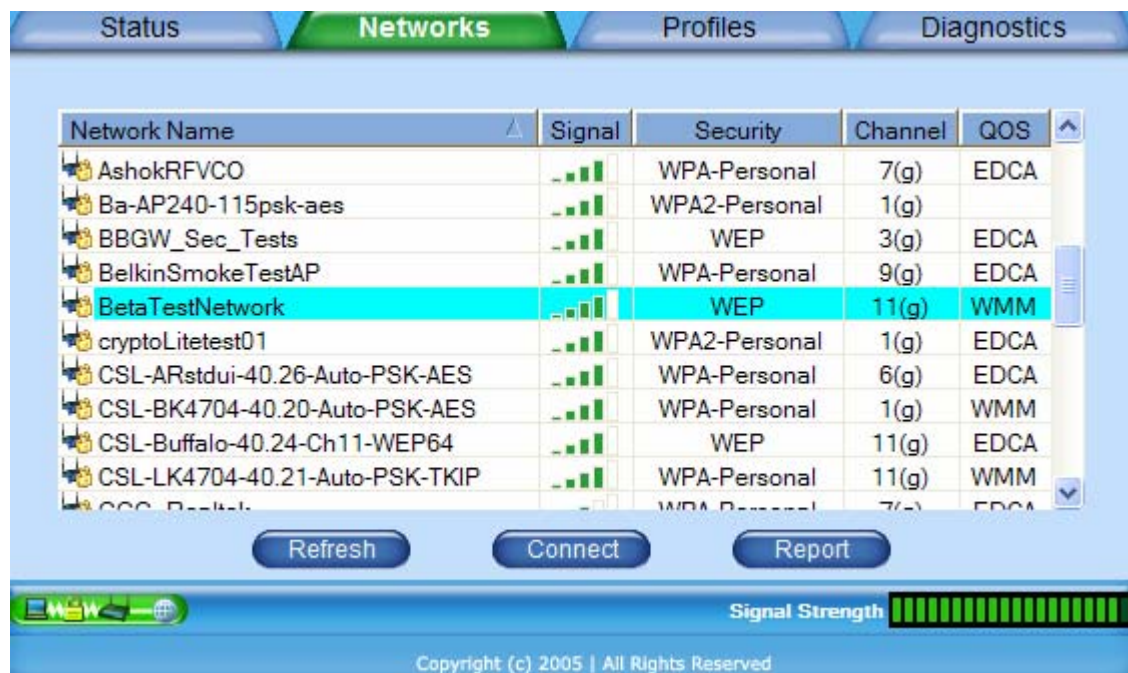 Status Networks Profiles Diagnostics
Network Name Signal Security Channel QOS
AshokRFVCO WPA-Personal 7(g) EDCA
Ba-AP240-115psk-aes WPA2-Personal 1(g)
BBGW_Sec_Tests WEP 3(g) EDCA
BelkinSmokeTestAP WPA-Personal 9(g) EDCA
BetaTestNetwork WEP 11(g) WMM
cryptoLitetest01 WPA2-Personal 1(g) EDCA
CSL-ARstdui-40.26-Auto-PSK-AES WPA-Personal 6(g) EDCA
CSL-BK4704-40.20-Auto-PSK-AES WPA-Personal 1(g) WMM
CSL-Buffalo-40.24-Ch11-WEP64 WEP 11(g) EDCA
CSL-LK4704-40.21-Auto-PSK-TKIP WPA-Personal 11(g) WMM
Refresh Connect Report
Signal Strength
Copyright (c) 2005 | All Rights Reserved